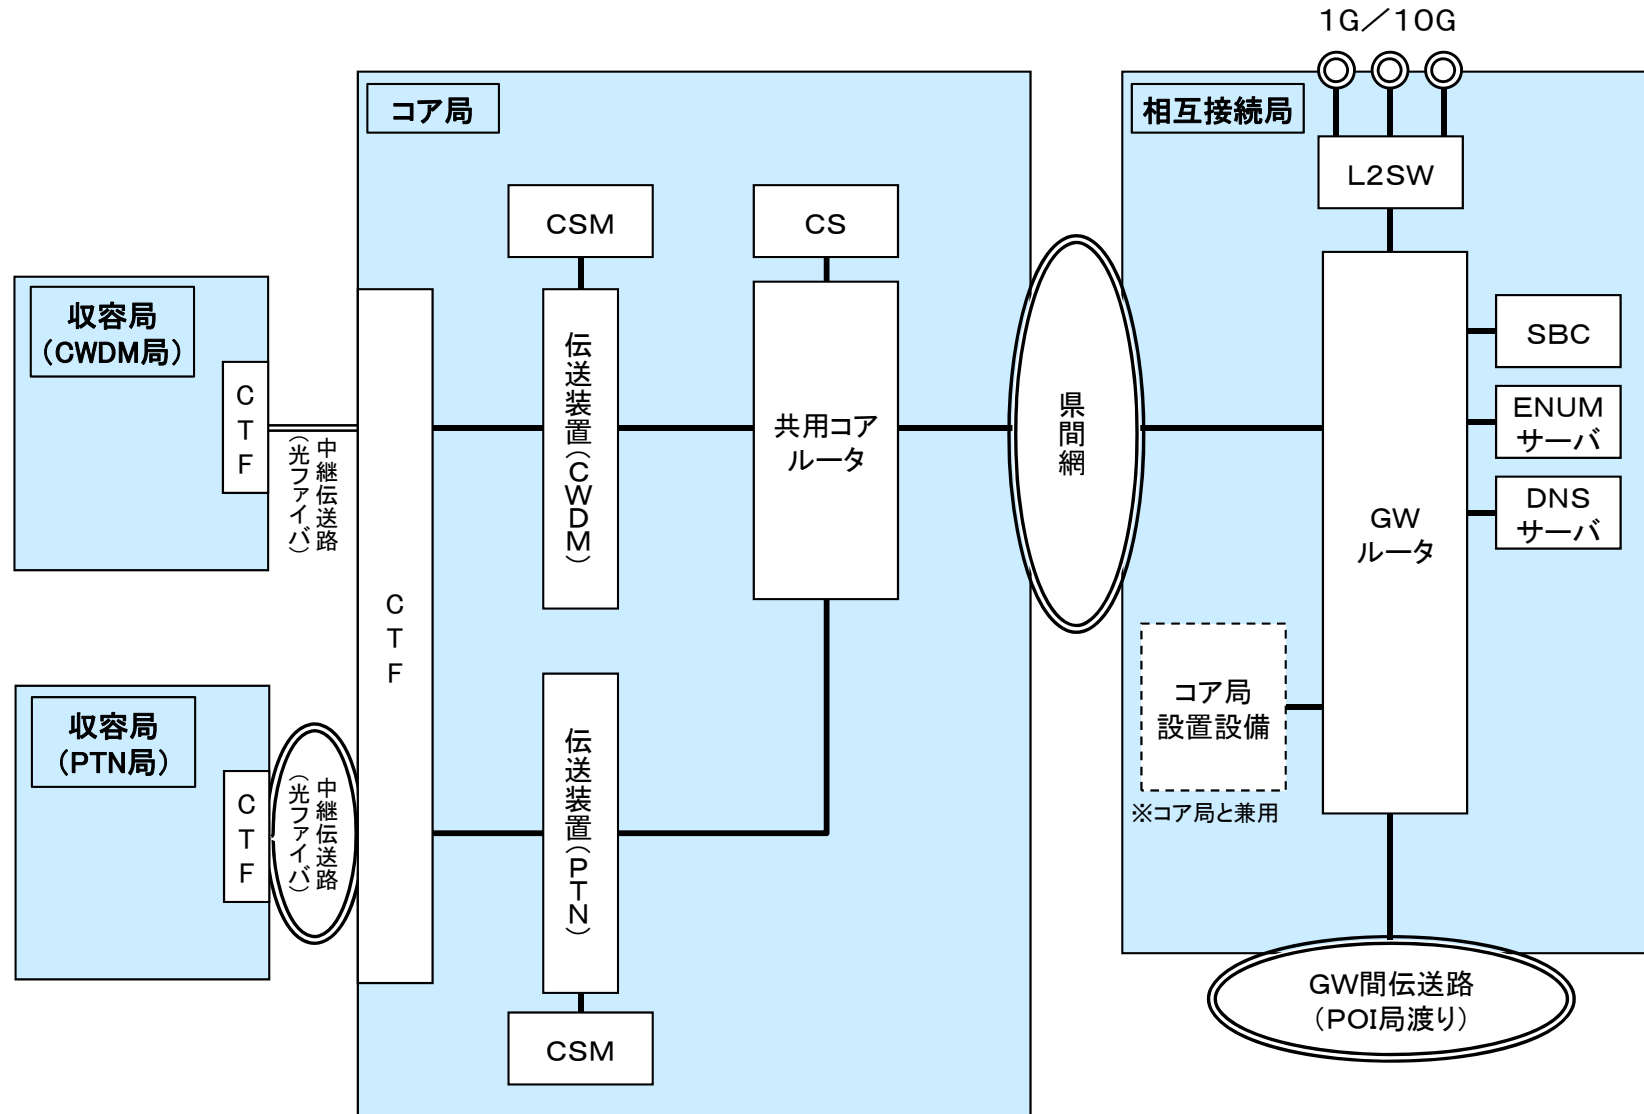 1G／10G
コア局
相互接続局
L2SW
CSM
CS
収容局
（CWDM局）
CTF
中継伝送路
（光ファイバ）
伝送装置（CWDM）
共用コア
ルータ
県間網
GW
ルータ
SBC
ENUM
サーバ
DNS
サーバ
CTF
コア局
設置設備
※コア局と兼用
収容局
（PTN局）
CTF
中継伝送路
（光ファイバ）
伝送装置（PTN）
CSM
GW間伝送路
（POI局渡り）